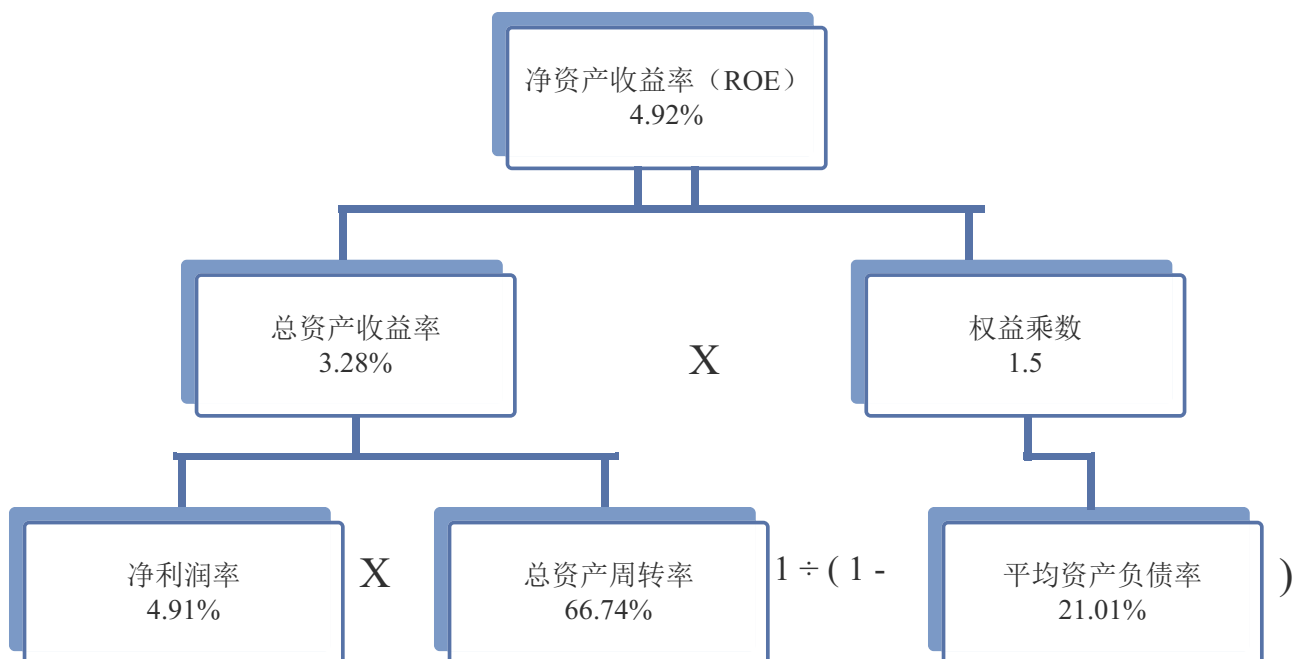 净资产收益率（ROE）
4.92%
总资产收益率
3.28%
X
权益乘数
1.5
净利润率
4.91%
X
总资产周转率
66.74%
1 ÷ ( 1 -
平均资产负债率
21.01%
)